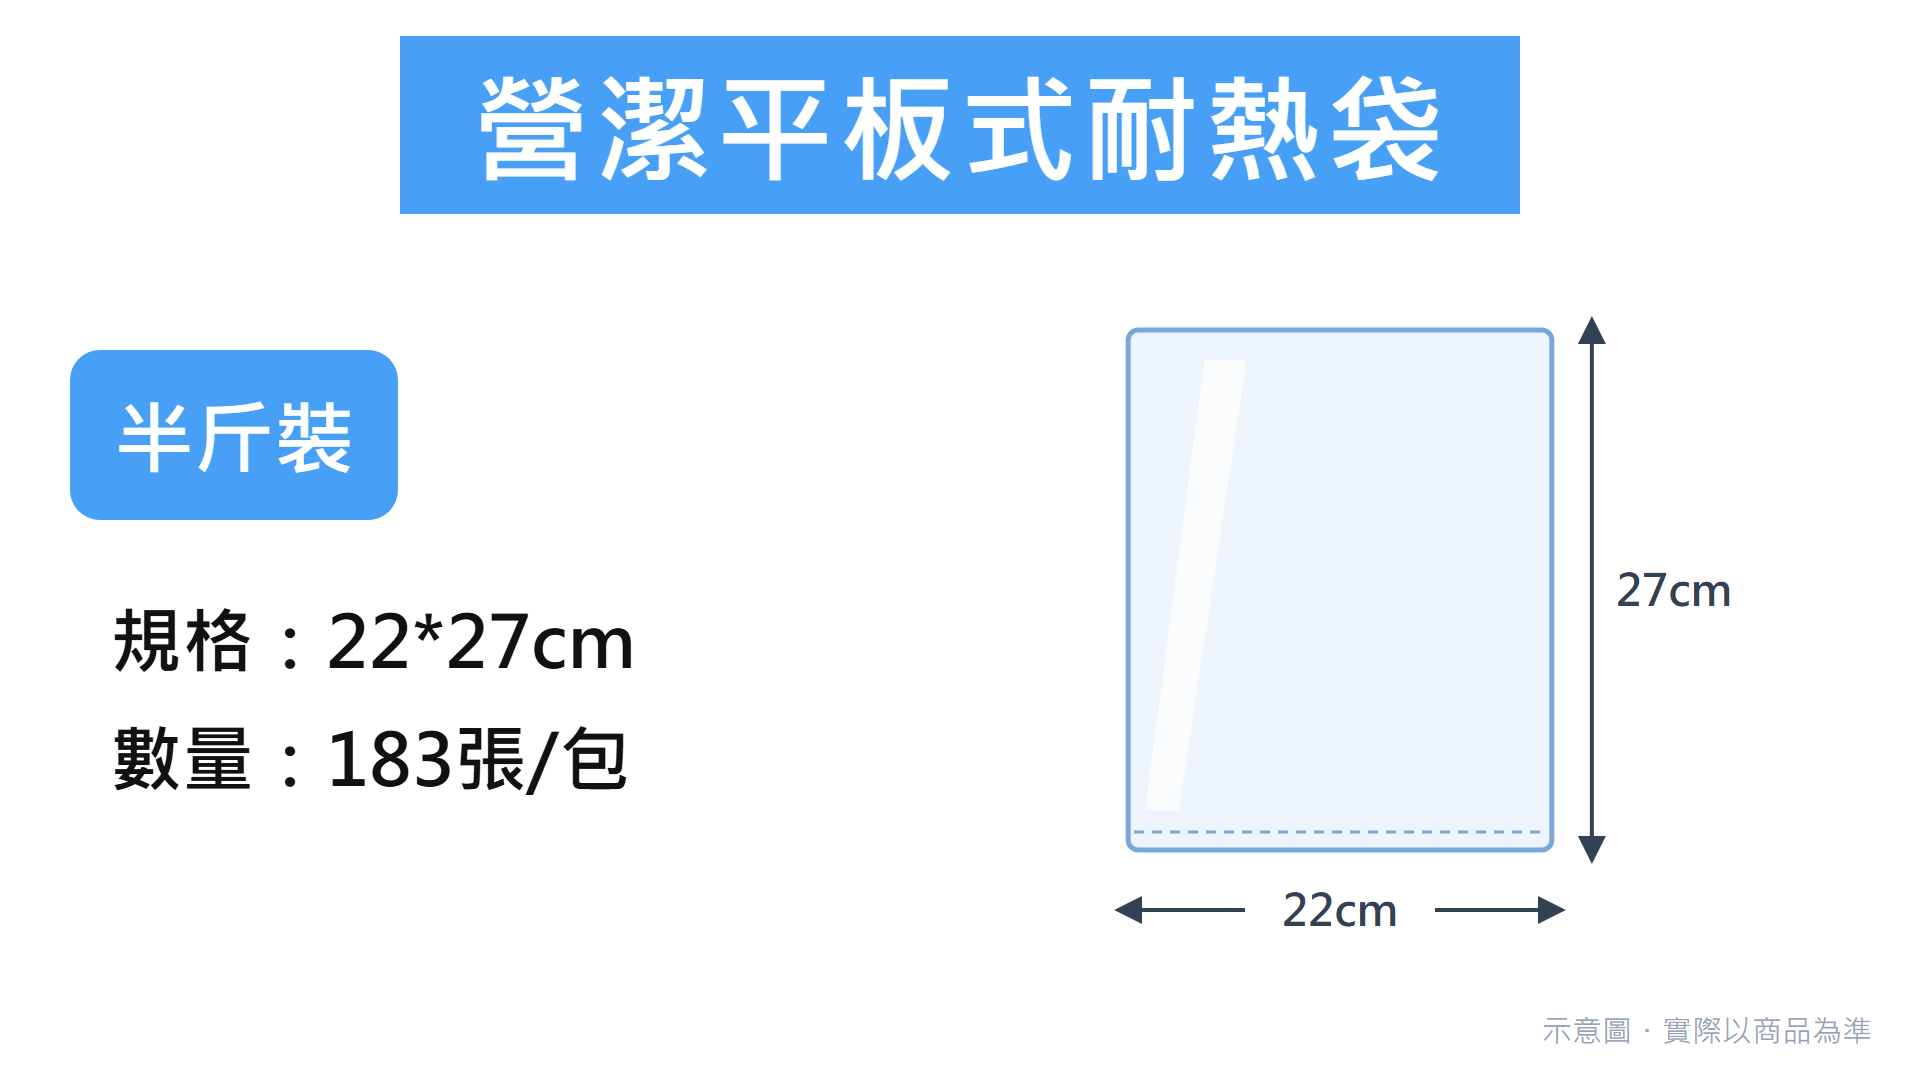 營潔平板式耐熱袋
半斤裝
規格：22*27cm
數量：183張/包
27cm
22cm
示意圖・實際以商品為準